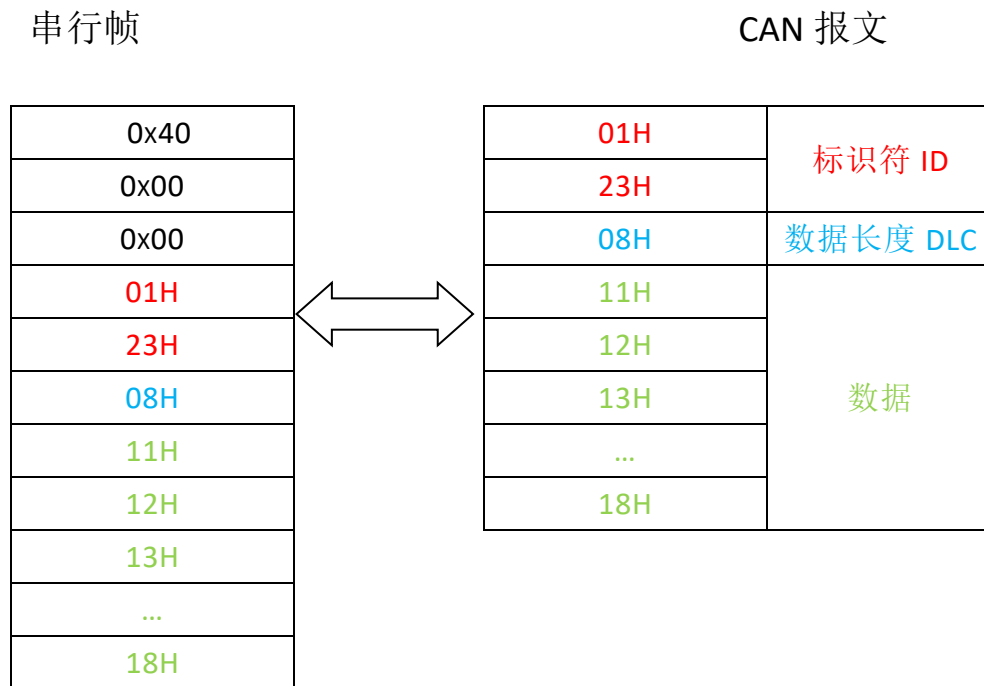 串行帧
CAN 报文
0x40
0x00
0x00
01H
23H
08H
11H
12H
13H
...
18H
01H
23H
标识符 ID
08H
数据长度 DLC
11H
12H
13H
...
18H
数据